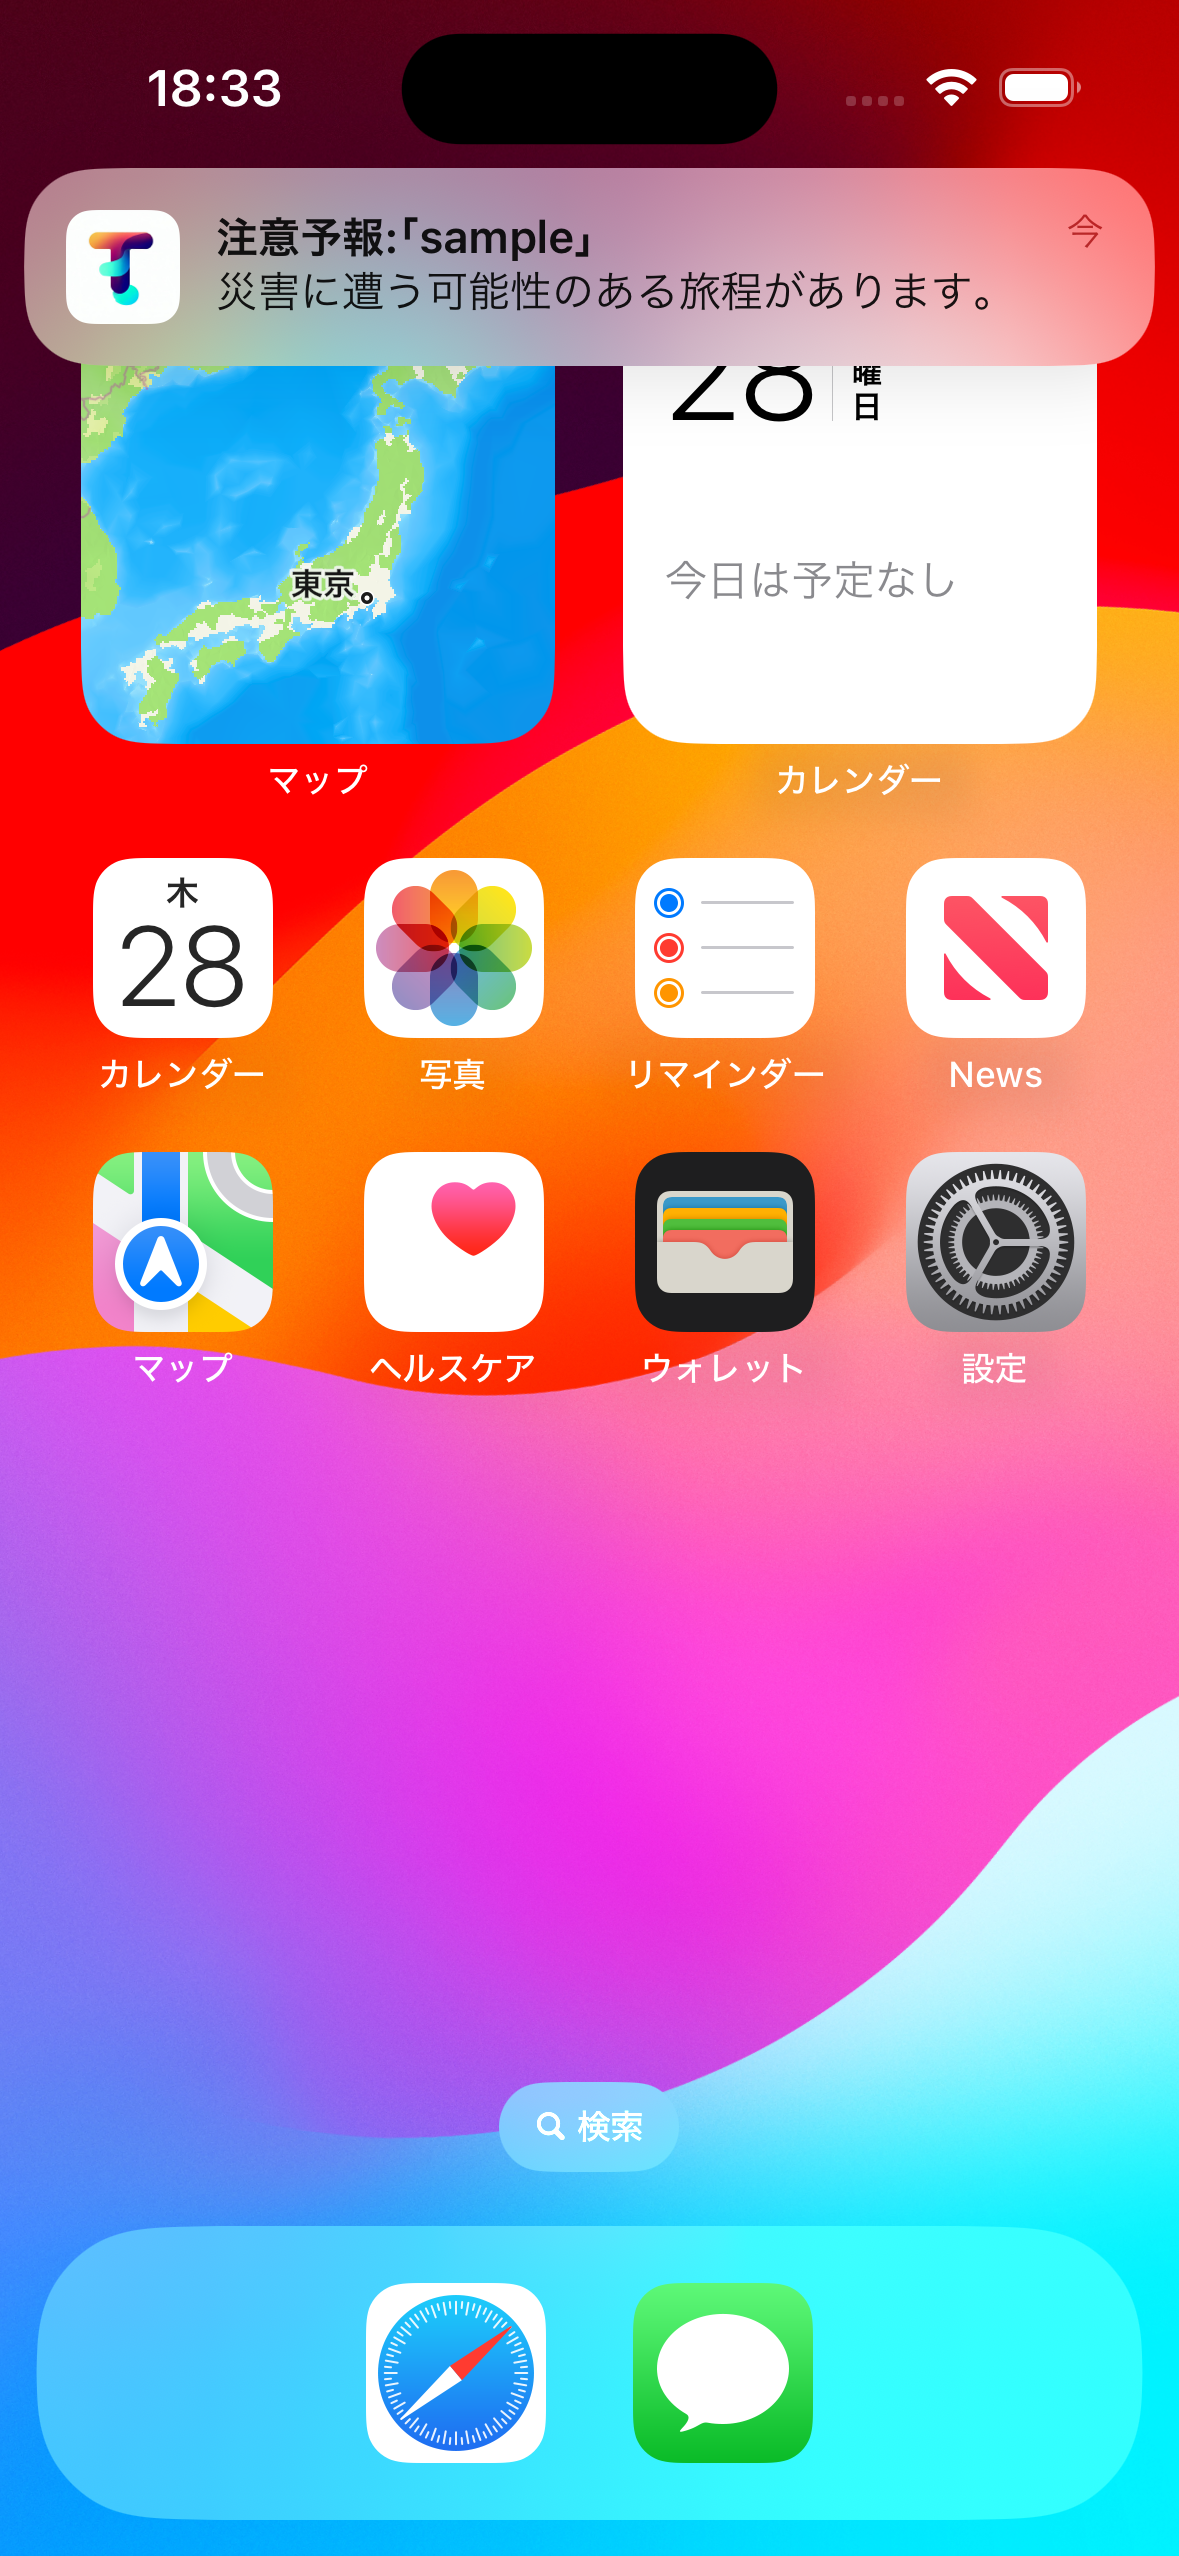 18:33
注意予報:「sample」
今
災害に遭う可能性のある旅程があります。
28
曜
日
東京
今日は予定なし
マップ
カレンダー
木
28
カレンダー
写真
リマインダー
News
マップ
ヘルスケア
ウォレット
設定
検索